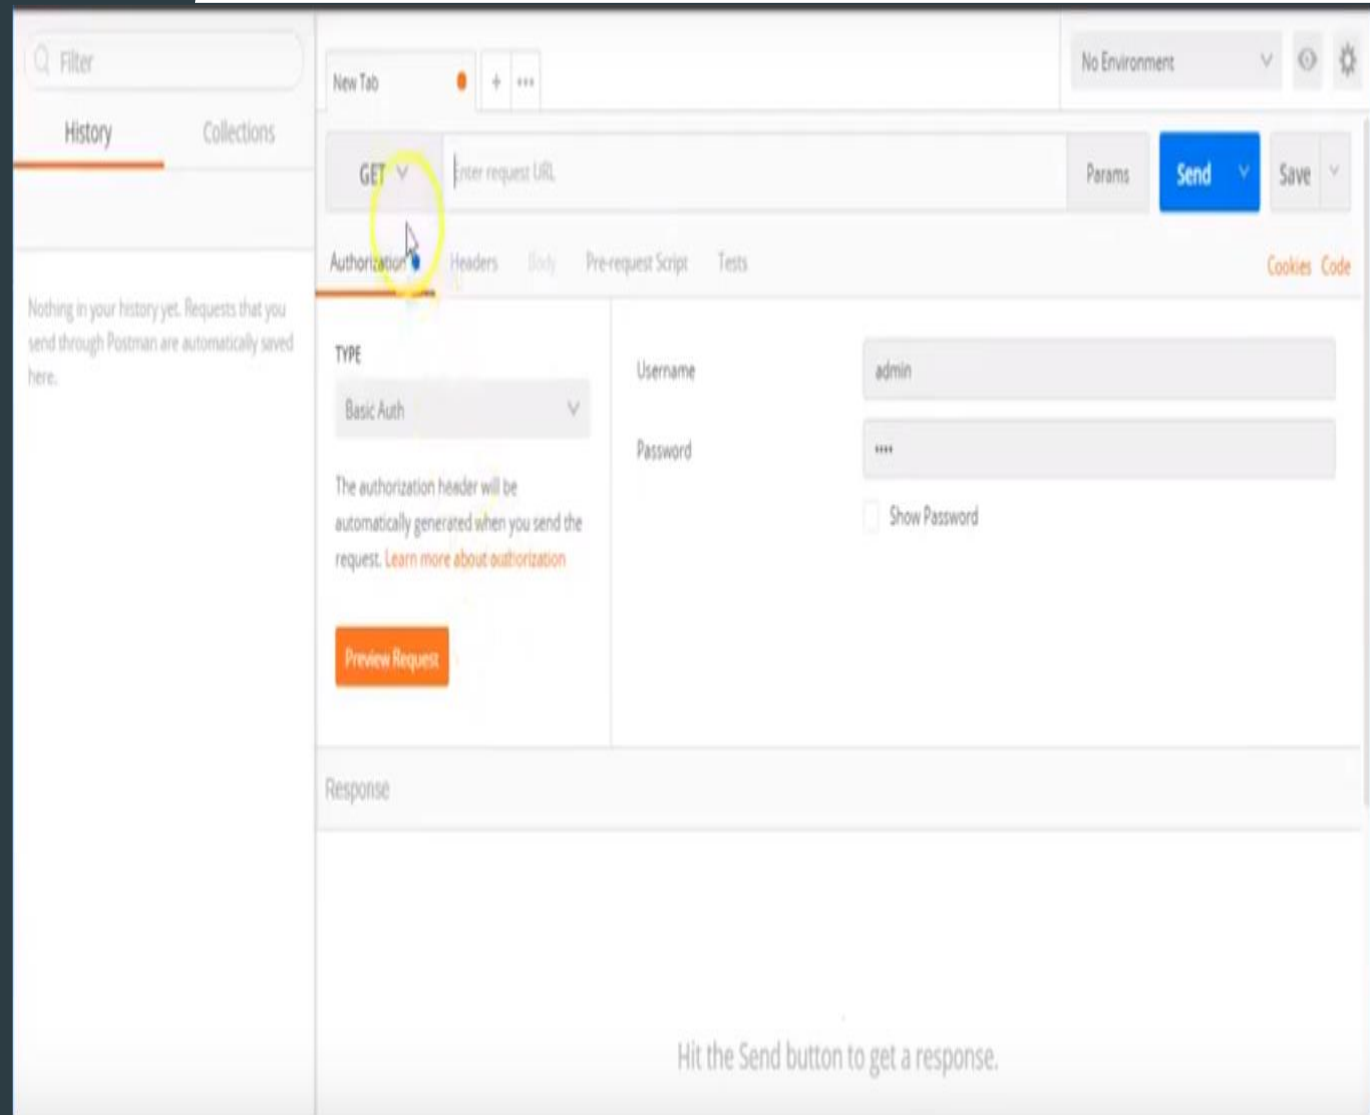 Filter
History
Collections
Nothing in your history yet. Requests that you
send through Postman are automatically saved
here.
New Tab
+
•••
No Environment
GET
Enter request URL
Params
Send
Save
Authorization
Headers
Body
Pre-request Script
Tests
Cookies
Code
TYPE
Basic Auth
The authorization header will be
automatically generated when you send the
request. Learn more about authorization
Preview Request
Username
admin
Password
••••
Show Password
Response
Hit the Send button to get a response.